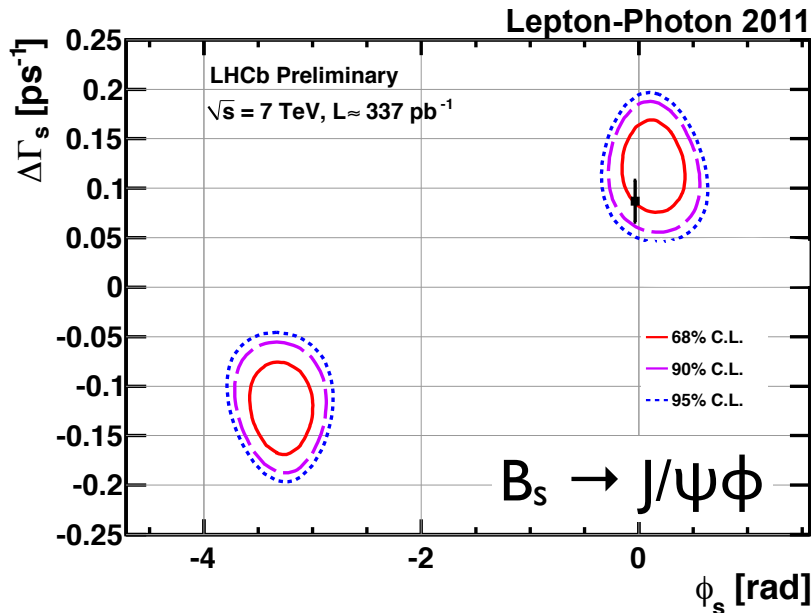 Lepton-Photon 2011
0.25
0.2
0.15
0.1
0.05
0
-0.05
-0.1
-0.15
-0.2
-0.25
ΔΓs [ps⁻¹]
LHCb Preliminary
√s = 7 TeV, L≈ 337 pb⁻¹
68% C.L.
90% C.L.
95% C.L.
Bs → J/ψϕ
-4
-2
0
ϕs [rad]